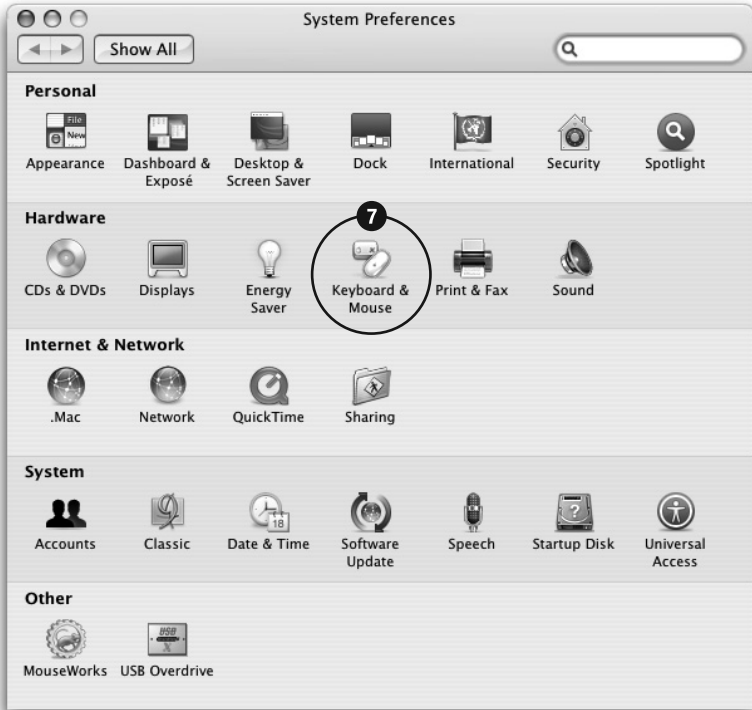 System Preferences
Show All
Personal
File
New
Appearance
Dashboard &
Exposé
Desktop &
Screen Saver
Dock
International
Security
Spotlight
Hardware
7
CDs & DVDs
Displays
Energy
Saver
Keyboard &
Mouse
Print & Fax
Sound
Internet & Network
.Mac
Network
QuickTime
Sharing
System
18
?
Accounts
Classic
Date & Time
Software
Update
Speech
Startup Disk
Universal
Access
Other
USB
X
MouseWorks
USB Overdrive